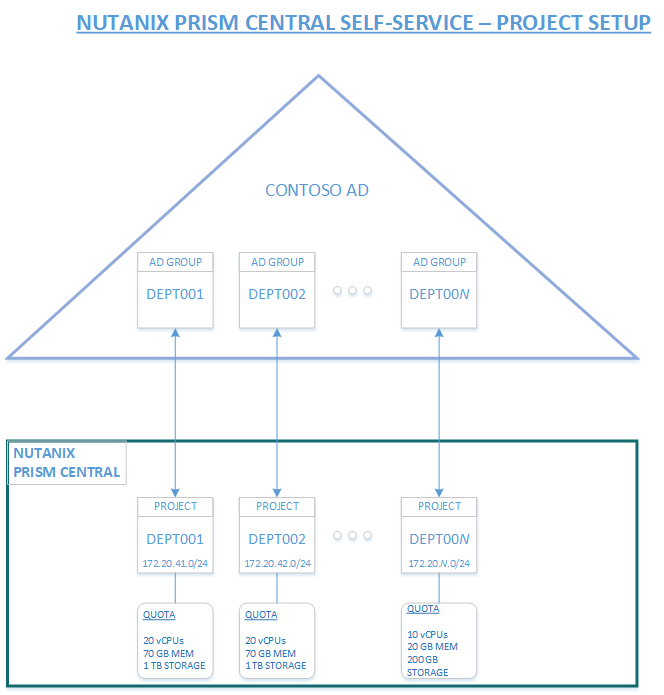 NUTANIX PRISM CENTRAL SELF-SERVICE – PROJECT SETUP
CONTOSO AD
AD GROUP
DEPT001
AD GROUP
DEPT002
AD GROUP
DEPT00N
NUTANIX
PRISM CENTRAL
PROJECT
DEPT001
172.20.41.0/24
PROJECT
DEPT002
172.20.42.0/24
PROJECT
DEPT00N
172.20.N.0/24
QUOTA
20 vCPUs
70 GB MEM
1 TB STORAGE
QUOTA
20 vCPUs
70 GB MEM
1 TB STORAGE
QUOTA
10 vCPUs
20 GB MEM
200 GB
STORAGE